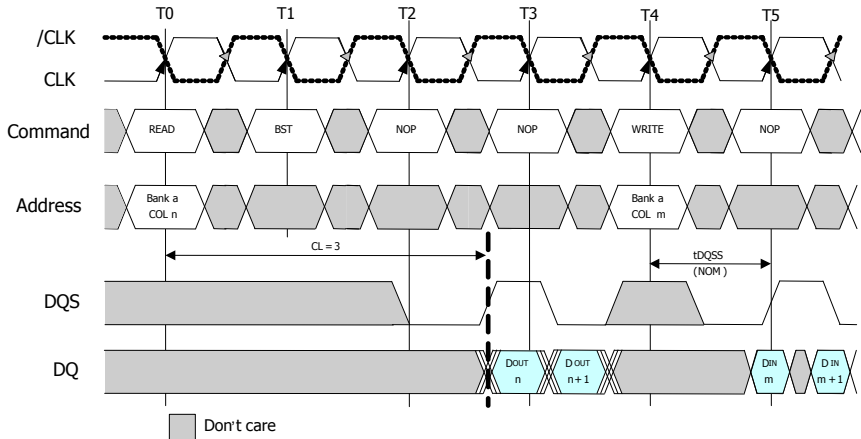 T0 T1 T2 T3 T4 T5
/CLK
CLK
Command READ BST NOP NOP WRITE NOP
Address Bank a COL n Bank a COL m
CL = 3
tDQSS
(NOM)
DQS
DQ DOUT n DOUT n+1 DIN m DIN m+1
Don't care